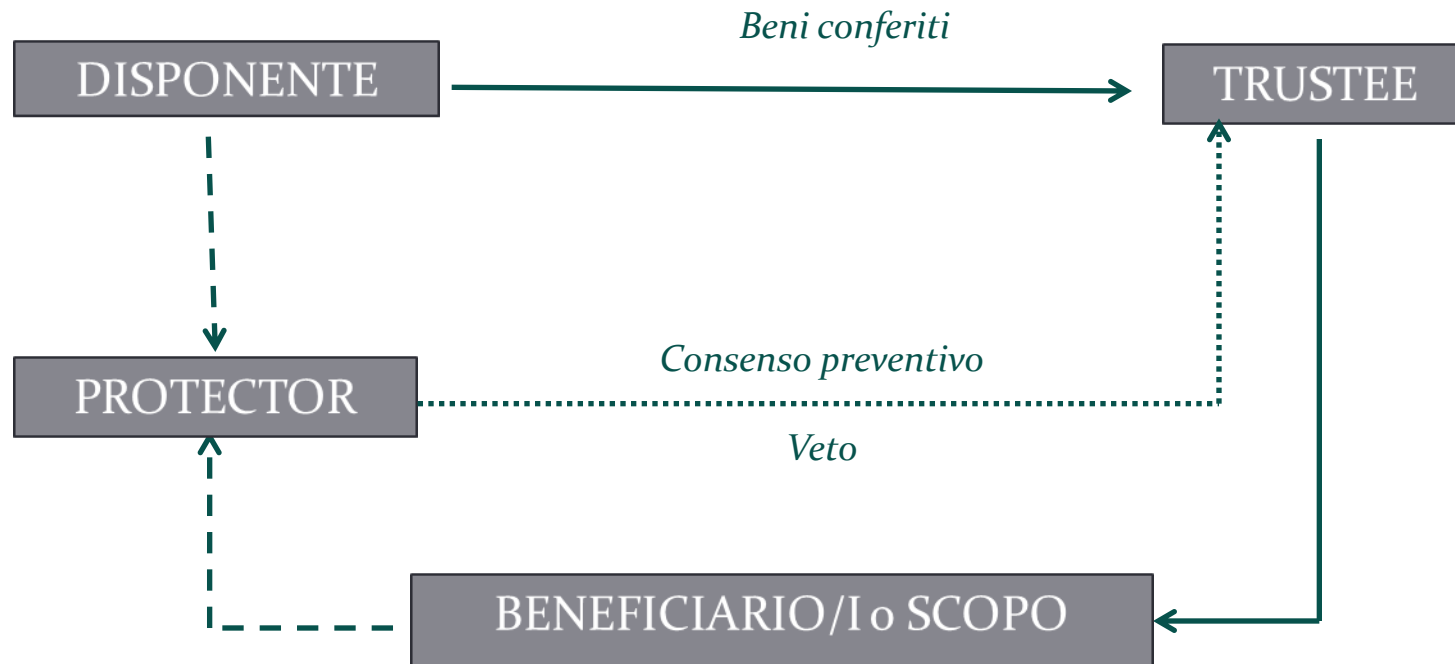 Beni conferiti
DISPONENTE
TRUSTEE
Consenso preventivo
PROTECTOR
Veto
BENEFICIARIO/I o SCOPO